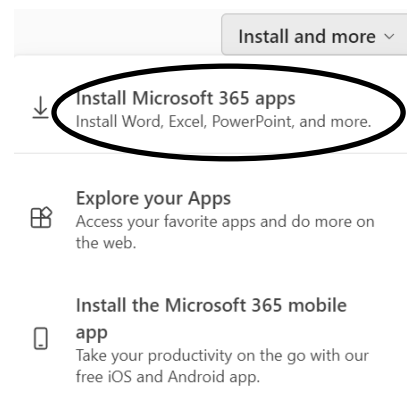 Install and more
Install Microsoft 365 apps
Install Word, Excel, PowerPoint, and more.
Explore your Apps
Access your favorite apps and do more on
the web.
Install the Microsoft 365 mobile
app
Take your productivity on the go with our
free iOS and Android app.